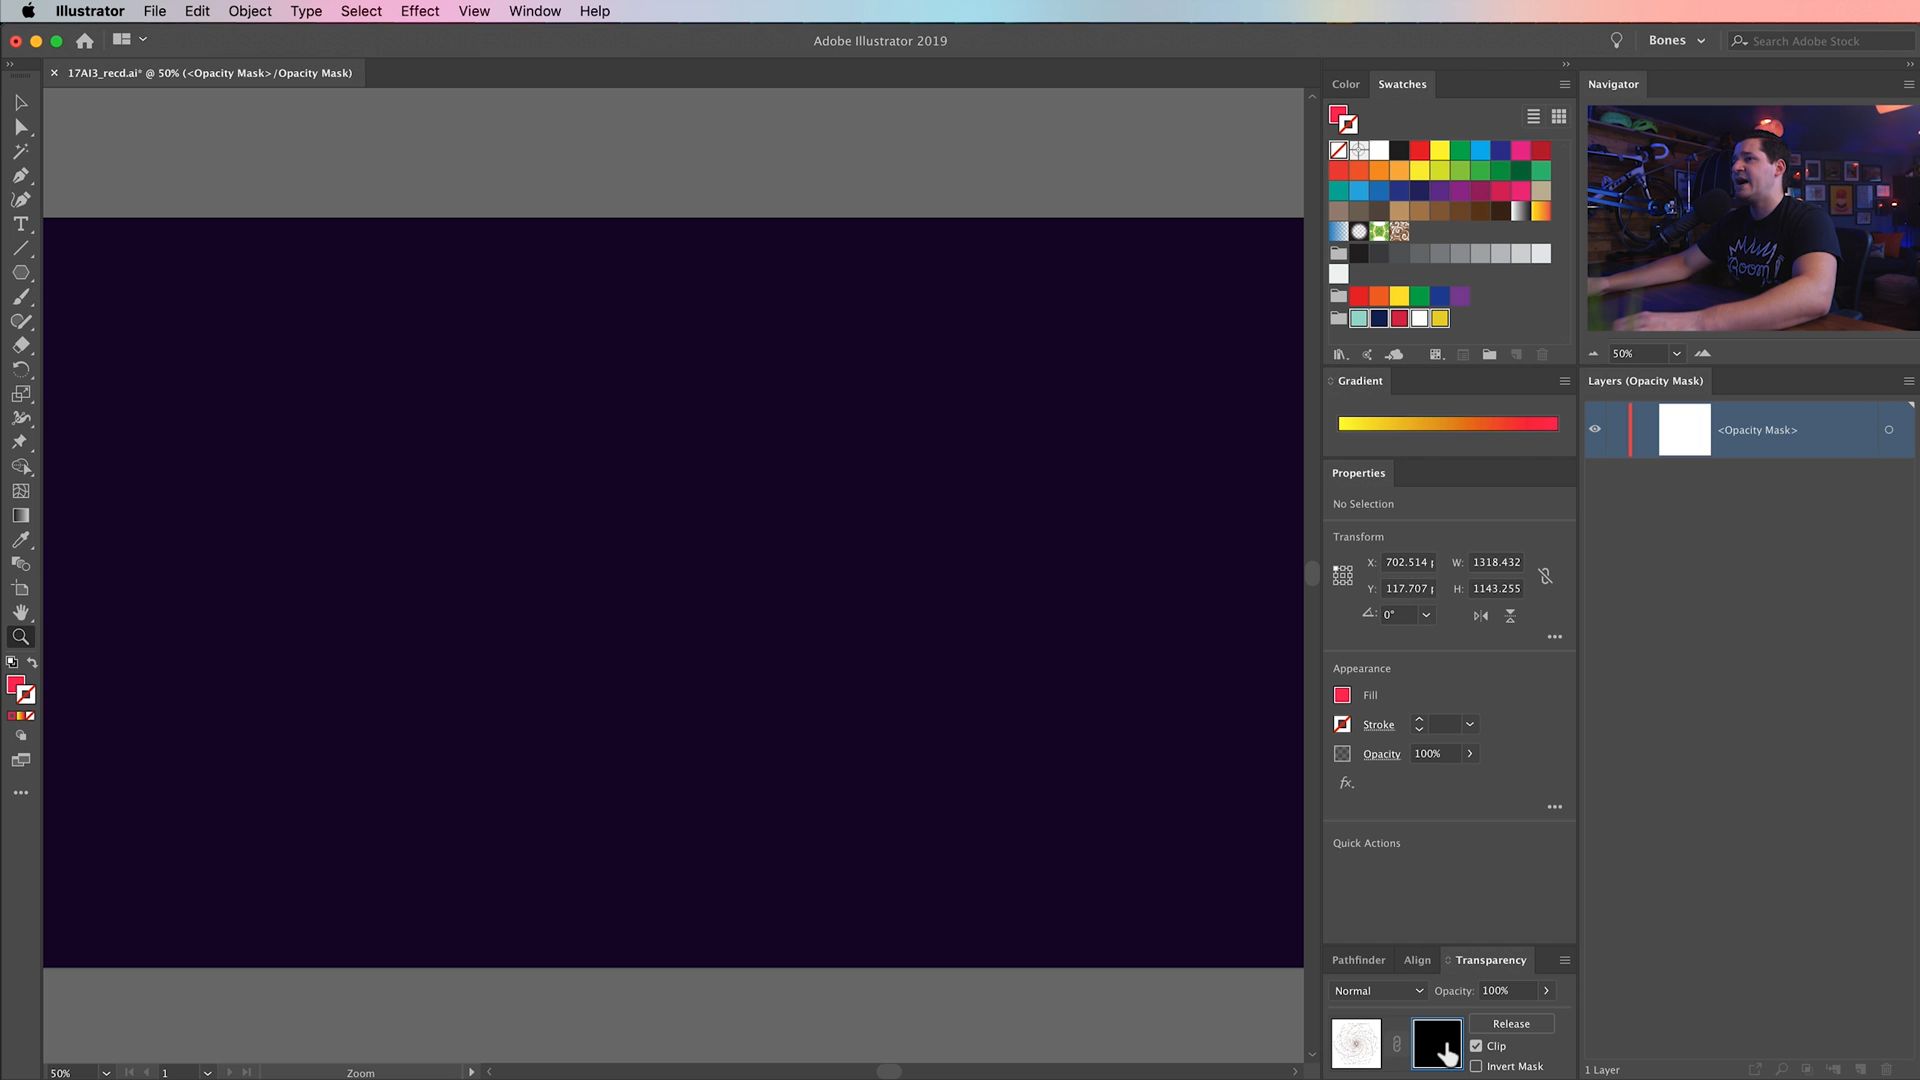 Illustrator File Edit Object Type Select Effect View Window Help
Adobe Illustrator 2019
Bones
Search Adobe Stock
17AI3_recd.ai* @ 50% (<Opacity Mask>/Opacity Mask)
Color Swatches
Navigator
Room
50%
Gradient
Layers (Opacity Mask)
<Opacity Mask>
Properties
No Selection
Transform
X: 702.514 p W: 1318.432
Y: 117.707 p H: 1143.255
0°
Appearance
Fill
Stroke
Opacity 100%
fx.
Quick Actions
Pathfinder Align Transparency
Normal Opacity: 100%
Release
Clip
Invert Mask
50% 1 Zoom
1 Layer